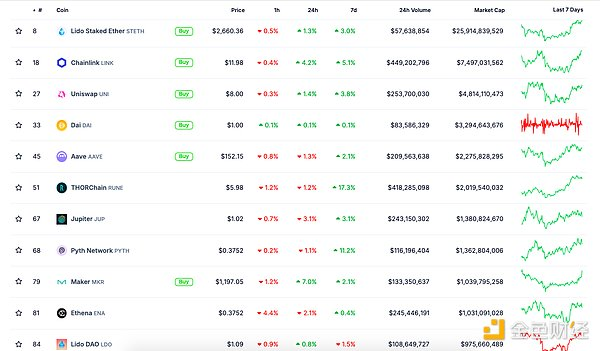 # Coin Price 1h 24h 7d 24h Volume Market Cap Last 7 Days
8 Lido Staked Ether STETH Buy $2,660.36 0.5% 1.3% 3.0% $57,638,854 $25,914,839,529
18 Chainlink LINK Buy $11.98 0.4% 4.2% 5.1% $449,202,796 $7,497,031,562
27 Uniswap UNI Buy $8.00 0.3% 1.4% 3.8% $253,700,030 $4,814,110,473
33 Dai DAI Buy $1.00 0.1% 0.1% 0.1% $83,586,329 $3,294,643,676
45 Aave AAVE Buy $152.15 0.8% 1.3% 2.1% $209,563,638 $2,275,828,295
51 THORChain RUNE $5.98 1.2% 1.2% 17.3% $418,285,098 $2,019,540,032
67 Jupiter JUP $1.02 0.7% 3.1% 3.1% $243,150,302 $1,380,824,670
68 Pyth Network PYTH $0.3752 0.2% 1.1% 11.2% $116,196,404 $1,362,804,006
79 Maker MKR Buy $1,197.05 1.2% 7.0% 2.1% $133,350,637 $1,039,795,258
81 Ethena ENA $0.3752 4.4% 2.1% 0.4% $245,446,191 $1,031,091,028
84 Lido DAO LDO $1.09 0.9% 0.8% 1.5% $108,649,727 $975,660,489
金色财经